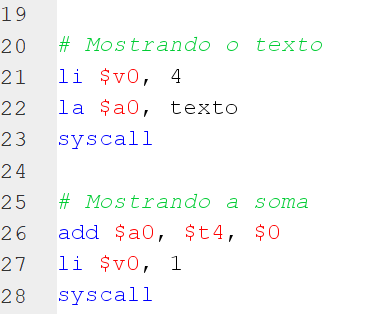 19
20 # Mostrando o texto
21 li $v0, 4
22 la $a0, texto
23 syscall
24
25 # Mostrando a soma
26 add $a0, $t4, $0
27 li $v0, 1
28 syscall